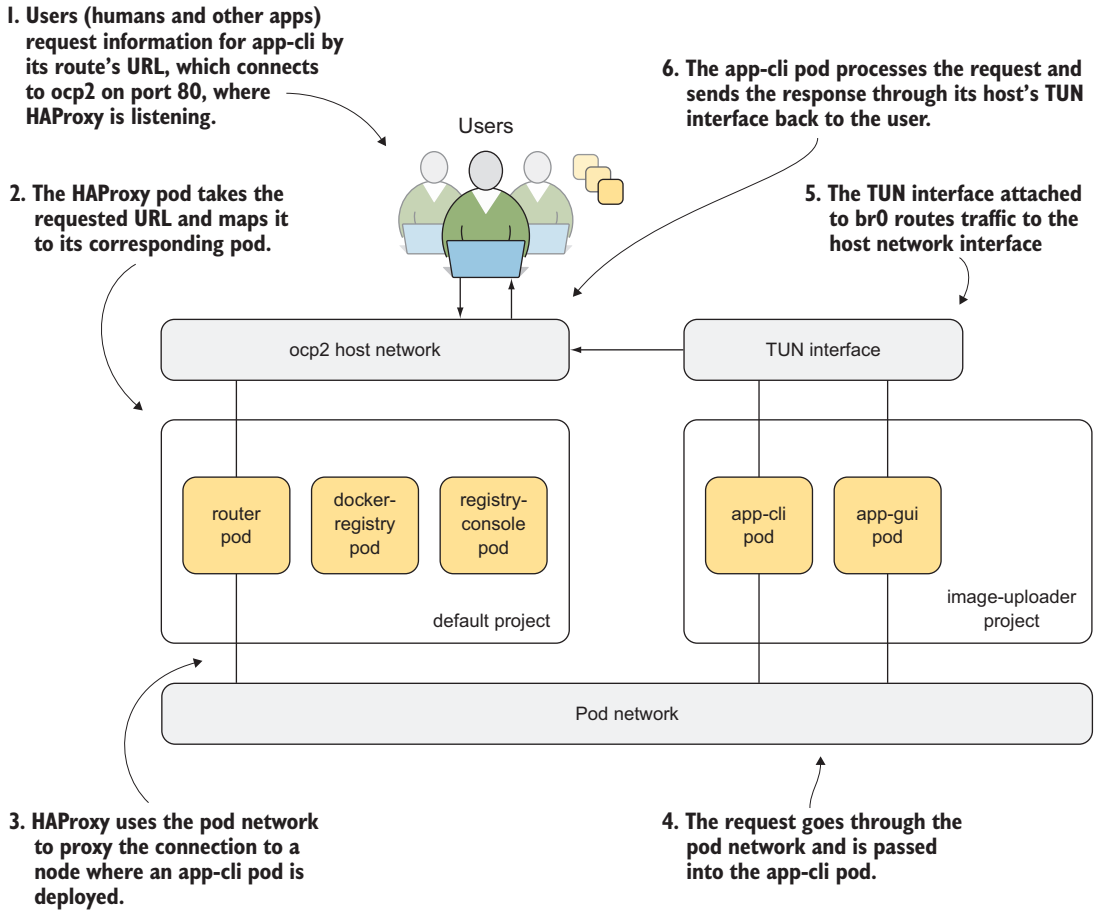 1. Users (humans and other apps)
request information for app-cli by
its route's URL, which connects
to ocp2 on port 80, where
HAProxy is listening.
6. The app-cli pod processes the request and
sends the response through its host's TUN
interface back to the user.
Users
2. The HAProxy pod takes the
requested URL and maps it
to its corresponding pod.
5. The TUN interface attached
to br0 routes traffic to the
host network interface
ocp2 host network
TUN interface
router
pod
docker-
registry
pod
registry-
console
pod
default project
app-cli
pod
app-gui
pod
image-uploader
project
Pod network
3. HAProxy uses the pod network
to proxy the connection to a
node where an app-cli pod is
deployed.
4. The request goes through the
pod network and is passed
into the app-cli pod.